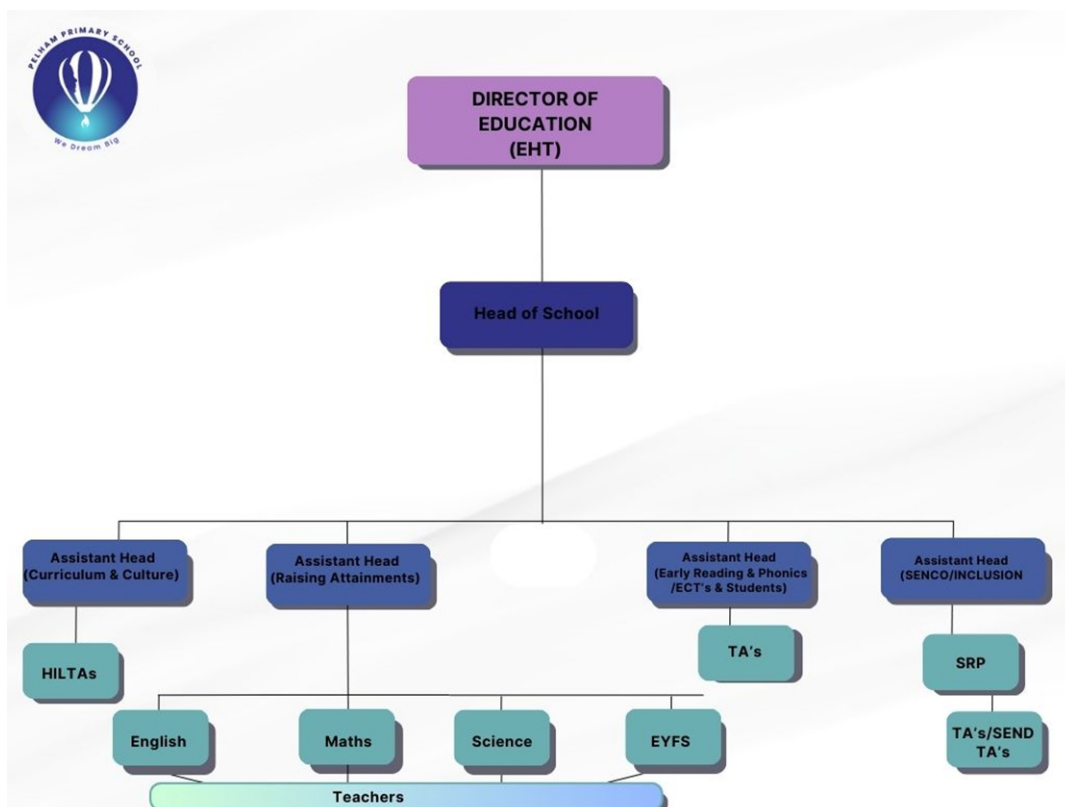 PELHAM PRIMARY SCHOOL
We Dream Big
DIRECTOR OF
EDUCATION
(EHT)
Head of School
Assistant Head
(Curriculum & Culture)
Assistant Head
(Raising Attainments)
Assistant Head
(Early Reading & Phonics
/ECT's & Students)
Assistant Head
(SENCO/INCLUSION
HILTAs
TA's
SRP
English
Maths
Science
EYFS
TA's/SEND
TA's
Teachers